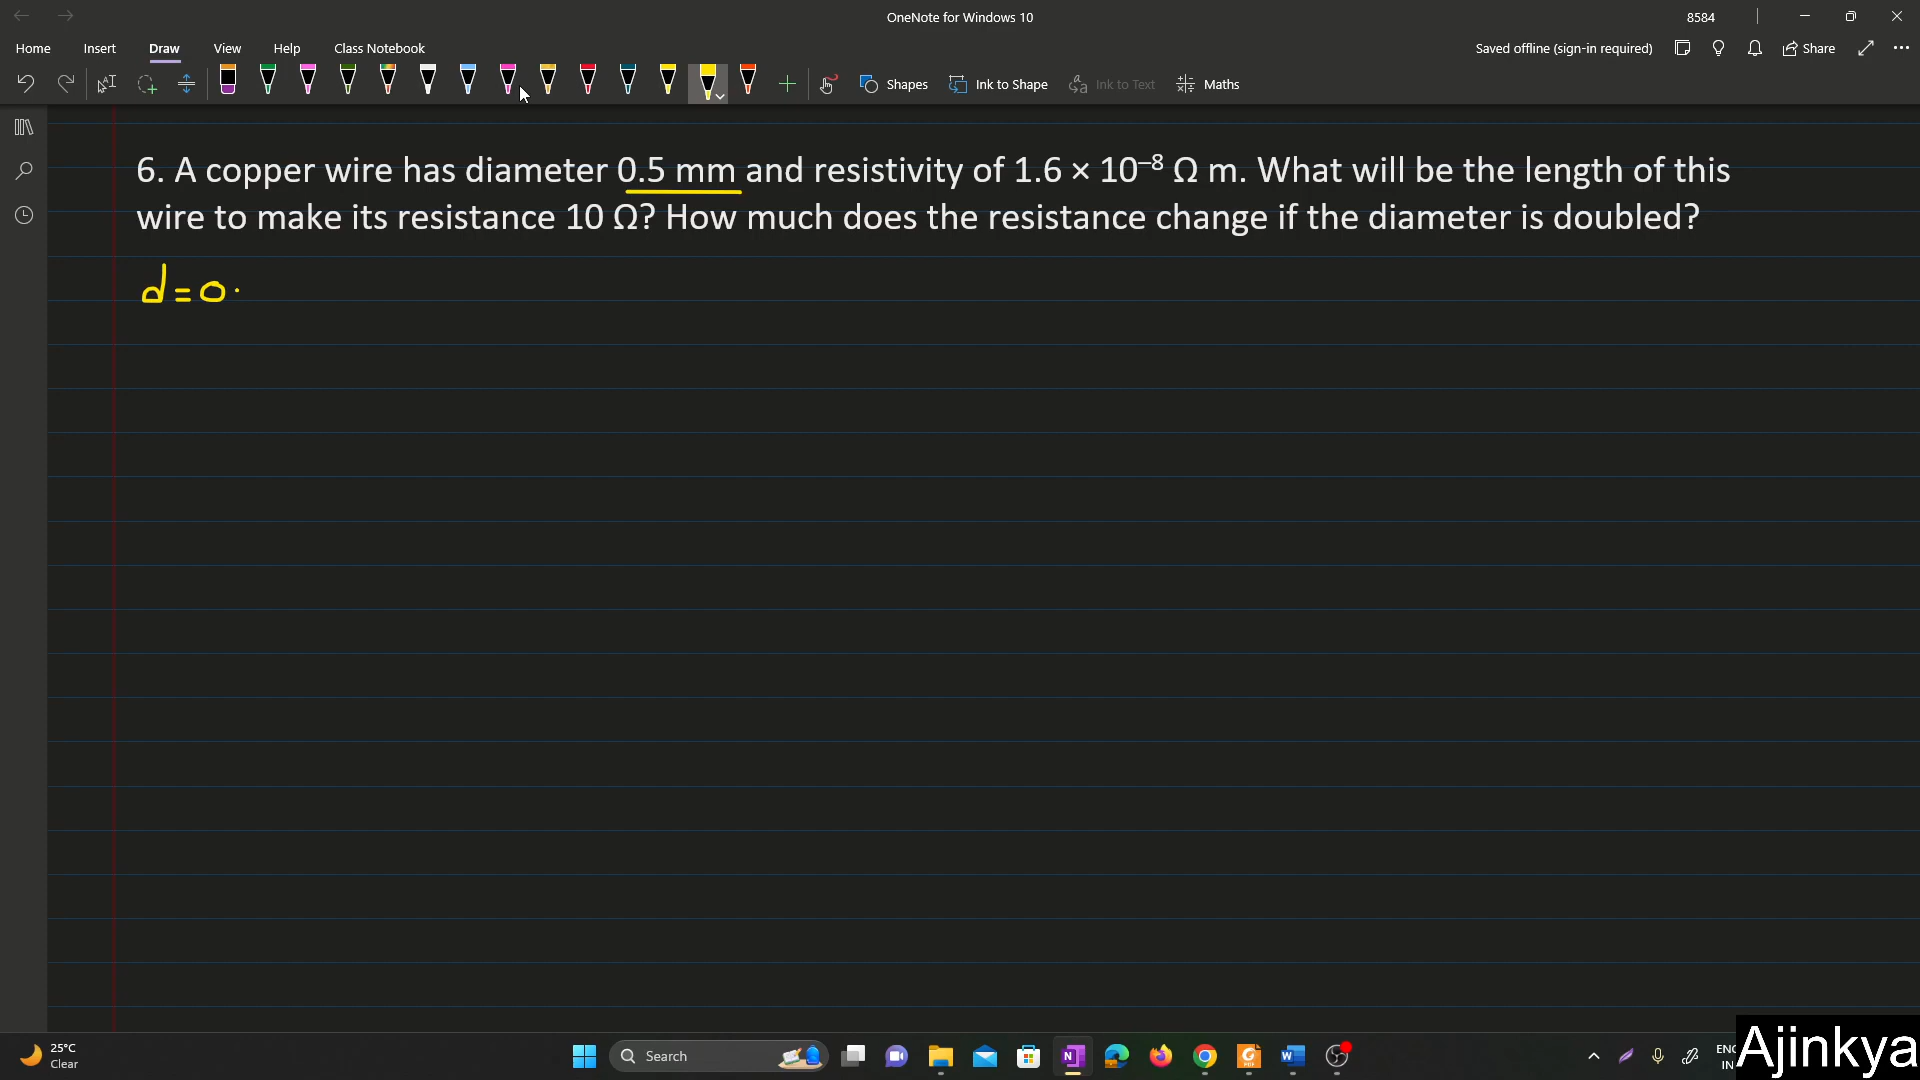 OneNote for Windows 10
8584
Home Insert Draw View Help Class Notebook
Saved offline (sign-in required) Share
Shapes Ink to Shape Ink to Text Maths
6. A copper wire has diameter 0.5 mm and resistivity of 1.6 × 10⁻⁸ Ω m. What will be the length of this
wire to make its resistance 10 Ω? How much does the resistance change if the diameter is doubled?
d=0.
25°C
Clear
Search
ENG
IN
Ajinkya